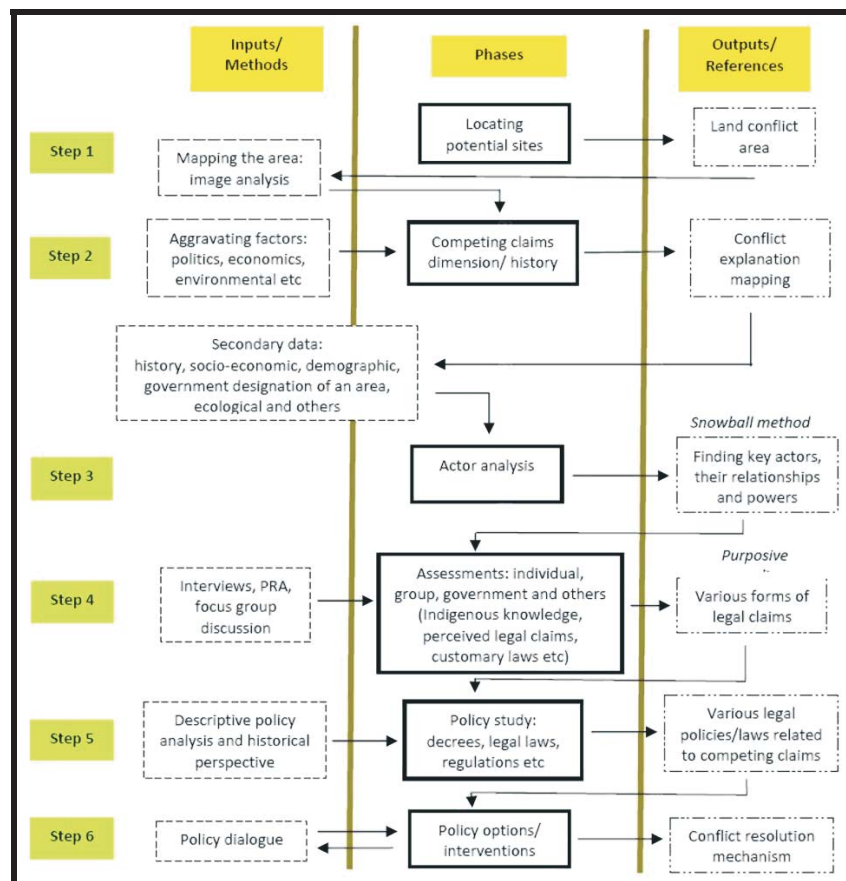 Inputs/
Methods
Phases
Outputs/
References
Step 1
Locating
potential sites
Land conflict
area
Mapping the area:
image analysis
Step 2
Aggravating factors:
politics, economics,
environmental etc
Competing claims
dimension/ history
Conflict
explanation
mapping
Secondary data:
history, socio-economic, demographic,
government designation of an area,
ecological and others
Snowball method
Step 3
Actor analysis
Finding key actors,
their relationships
and powers
Purposive
Step 4
Interviews, PRA,
focus group
discussion
Assessments: individual,
group, government and others
(Indigenous knowledge,
perceived legal claims,
customary laws etc)
Various forms of
legal claims
Step 5
Descriptive policy
analysis and historical
perspective
Policy study:
decrees, legal laws,
regulations etc
Various legal
policies/laws related
to competing claims
Step 6
Policy dialogue
Policy options/
interventions
Conflict resolution
mechanism